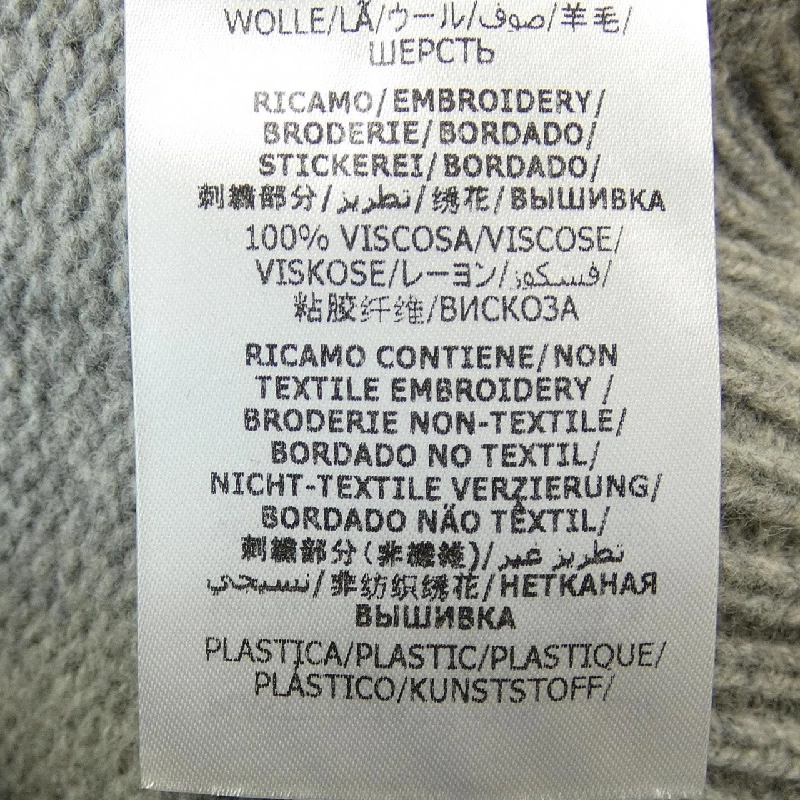 WOLLE/LÃ/ウール/صوف/羊毛/
ШЕРСТЬ
RICAMO/EMBROIDERY/
BRODERIE/BORDADO/
STICKEREI/BORDADO/
刺繍部分/تطريز/绣花/ВЫШИВКА
100% VISCOSA/VISCOSE/
VISKOSE/レーヨン/فسكوز/
粘胶纤维/ВИСКОЗА
RICAMO CONTIENE/NON
TEXTILE EMBROIDERY /
BRODERIE NON-TEXTILE/
BORDADO NO TEXTIL/
NICHT-TEXTILE VERZIERUNG/
BORDADO NÃO TÊXTIL/
刺繍部分(非繊維)/تطريز غير
نسيجي/非纺织绣花/НЕТКАНАЯ
ВЫШИВКА
PLASTICA/PLASTIC/PLASTIQUE/
PLÁSTICO/KUNSTSTOFF/